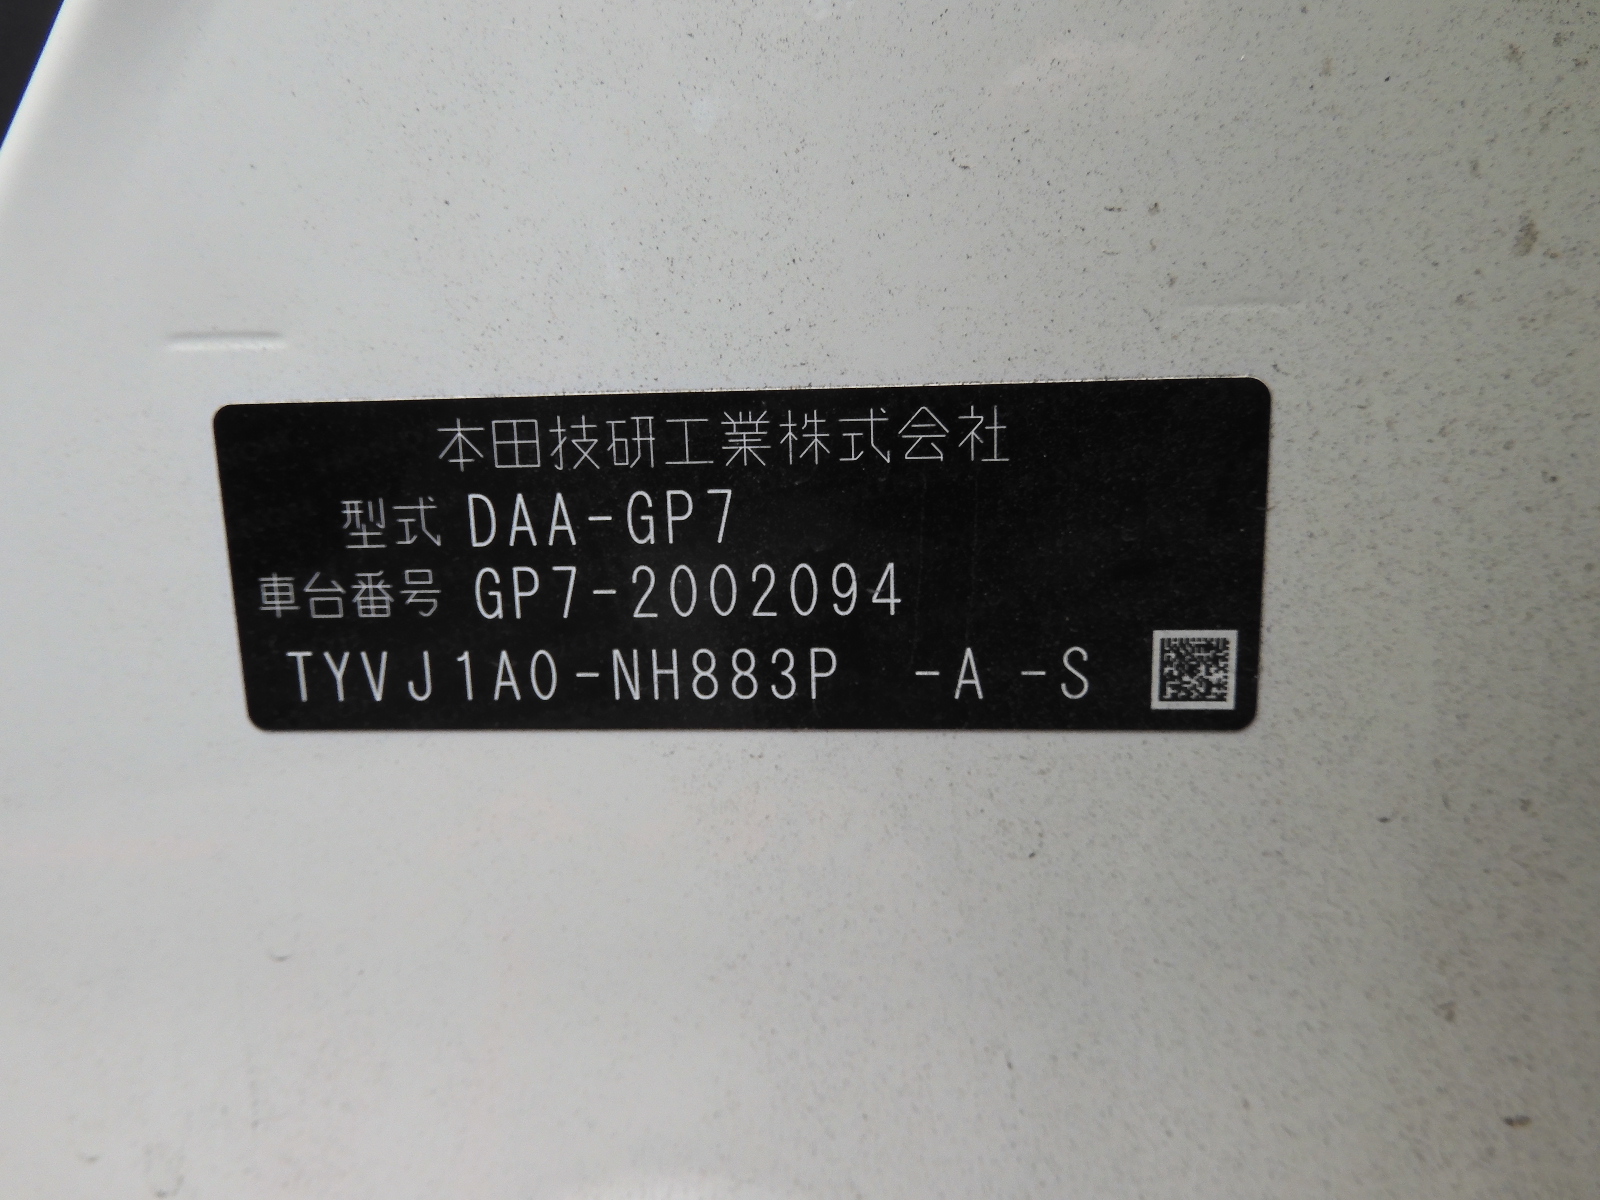 本田技研工業株式会社
型式 DAA-GP7
車台番号 GP7-2002094
TYVJ1A0-NH883P -A -S